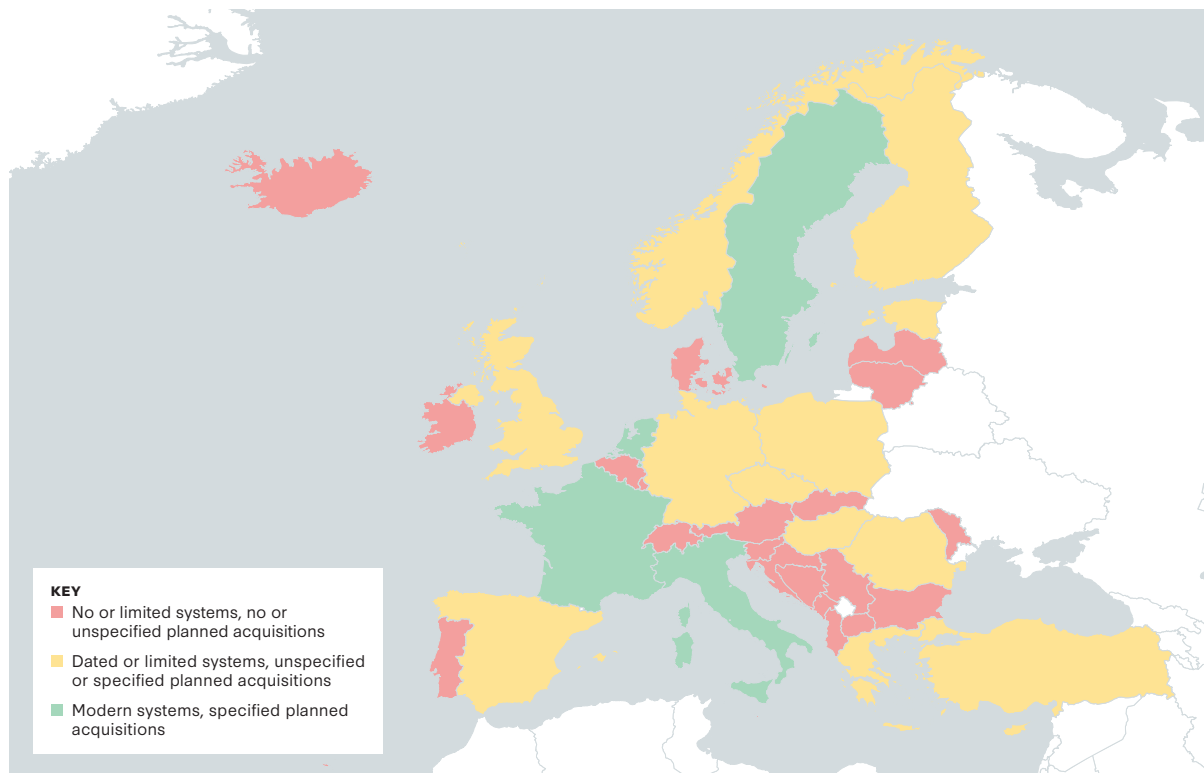 KEY
No or limited systems, no or
unspecified planned acquisitions
Dated or limited systems, unspecified
or specified planned acquisitions
Modern systems, specified planned
acquisitions